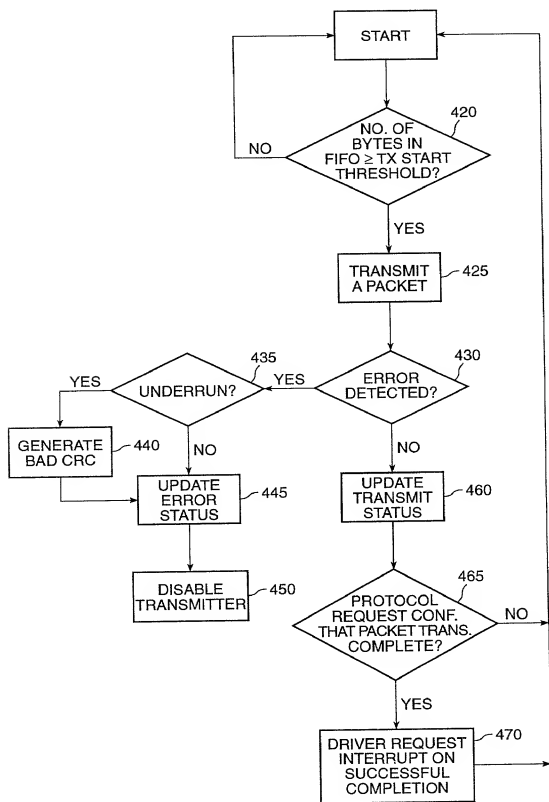 START
420
NO. OF
BYTES IN
FIFO ≥ TX START
THRESHOLD?
NO
YES
TRANSMIT
A PACKET
425
430
ERROR
DETECTED?
YES
435
UNDERRUN?
YES
NO
NO
GENERATE
BAD CRC
440
UPDATE
ERROR
STATUS
445
UPDATE
TRANSMIT
STATUS
460
DISABLE
TRANSMITTER
450
465
PROTOCOL
REQUEST CONF.
THAT PACKET TRANS.
COMPLETE?
NO
YES
DRIVER REQUEST
INTERRUPT ON
SUCCESSFUL
COMPLETION
470